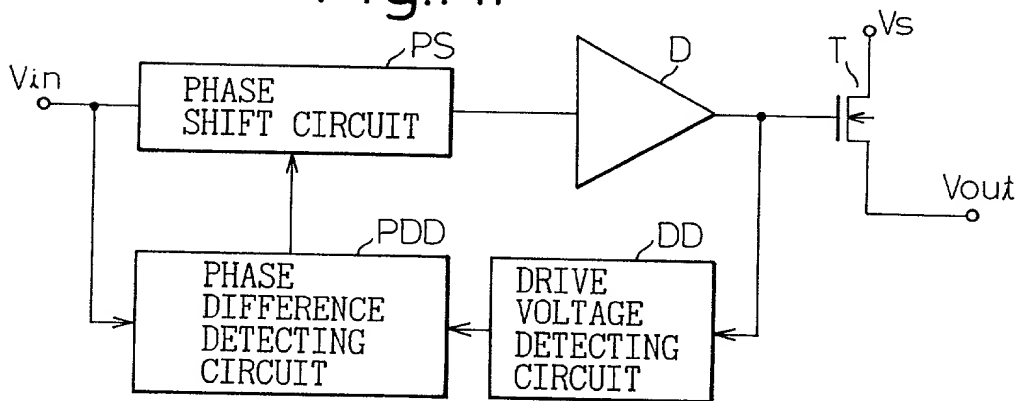 Vin
PS
PHASE
SHIFT CIRCUIT
D
T
Vs
Vout
PDD
PHASE
DIFFERENCE
DETECTING
CIRCUIT
DD
DRIVE
VOLTAGE
DETECTING
CIRCUIT